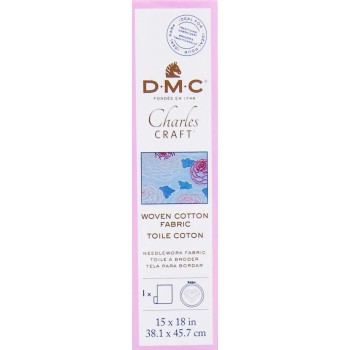 D·M·C®
FONDÉE EN 1746
Charles
CRAFT®
WOVEN COTTON
FABRIC
TOILE COTON
NEEDLEWORK FABRIC
TOILE À BRODER
TELA PARA BORDAR
1 x
15 x 18 in
38.1 x 45.7 cm